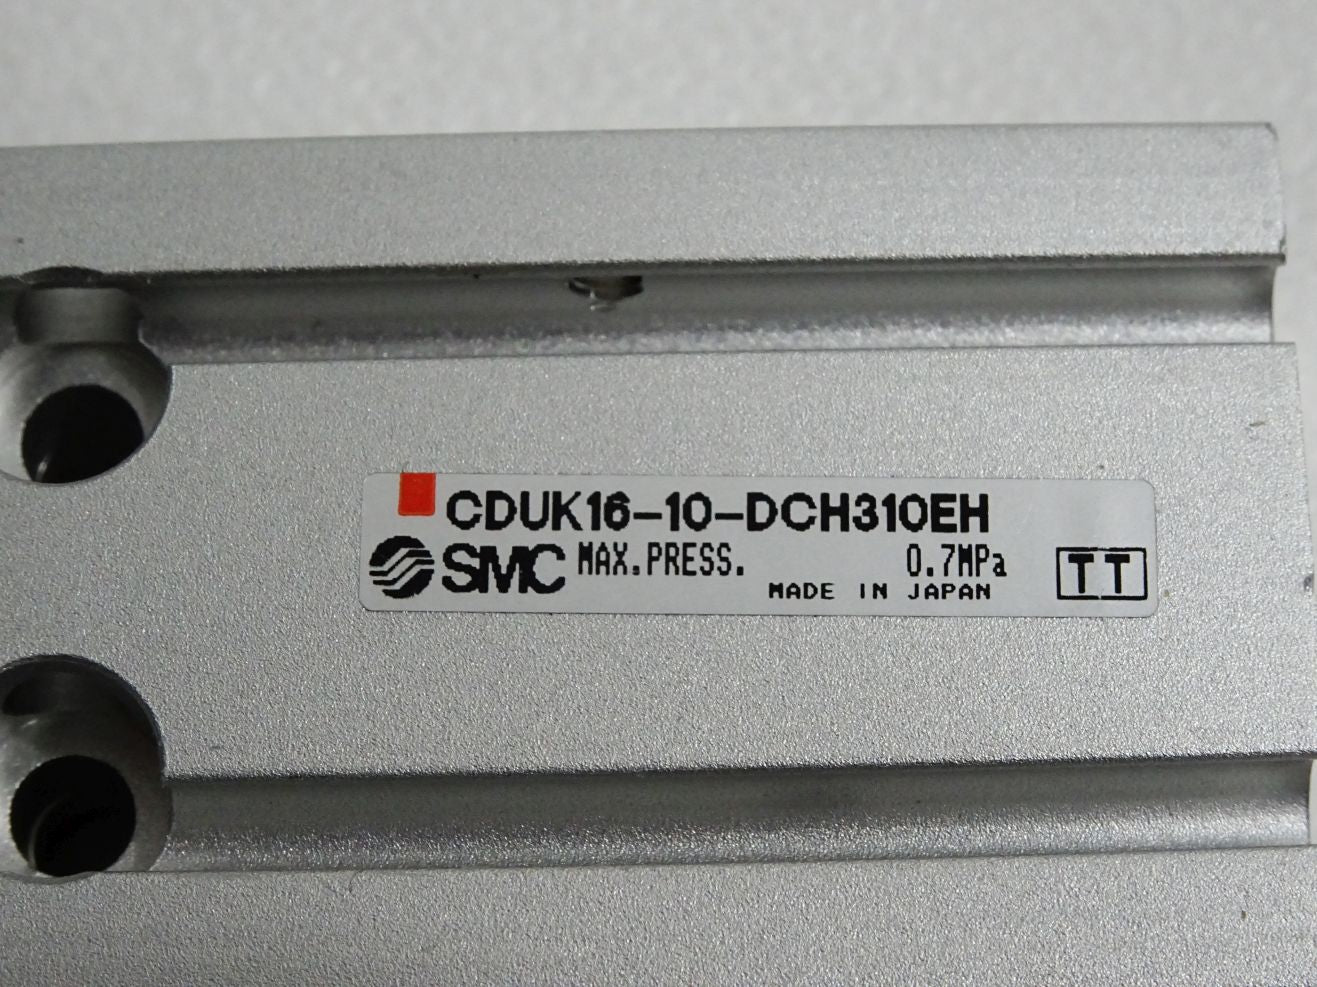 CDUK16-10-DCH310EH
SMC MAX.PRESS. 0.7MPa
MADE IN JAPAN
TT